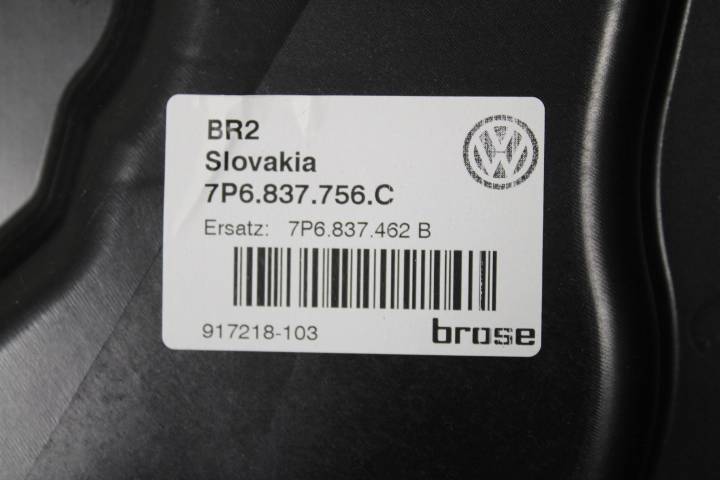 BR2
Slovakia
7P6.837.756.C
Ersatz: 7P6.837.462 B
917218-103
brose